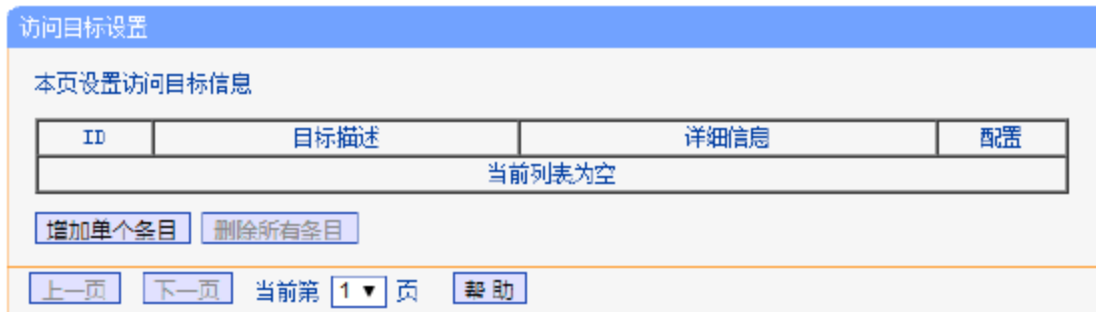 访问目标设置
本页设置访问目标信息
ID 目标描述 详细信息 配置
当前列表为空
增加单个条目 删除所有条目
上一页 下一页 当前第 1 页 帮助